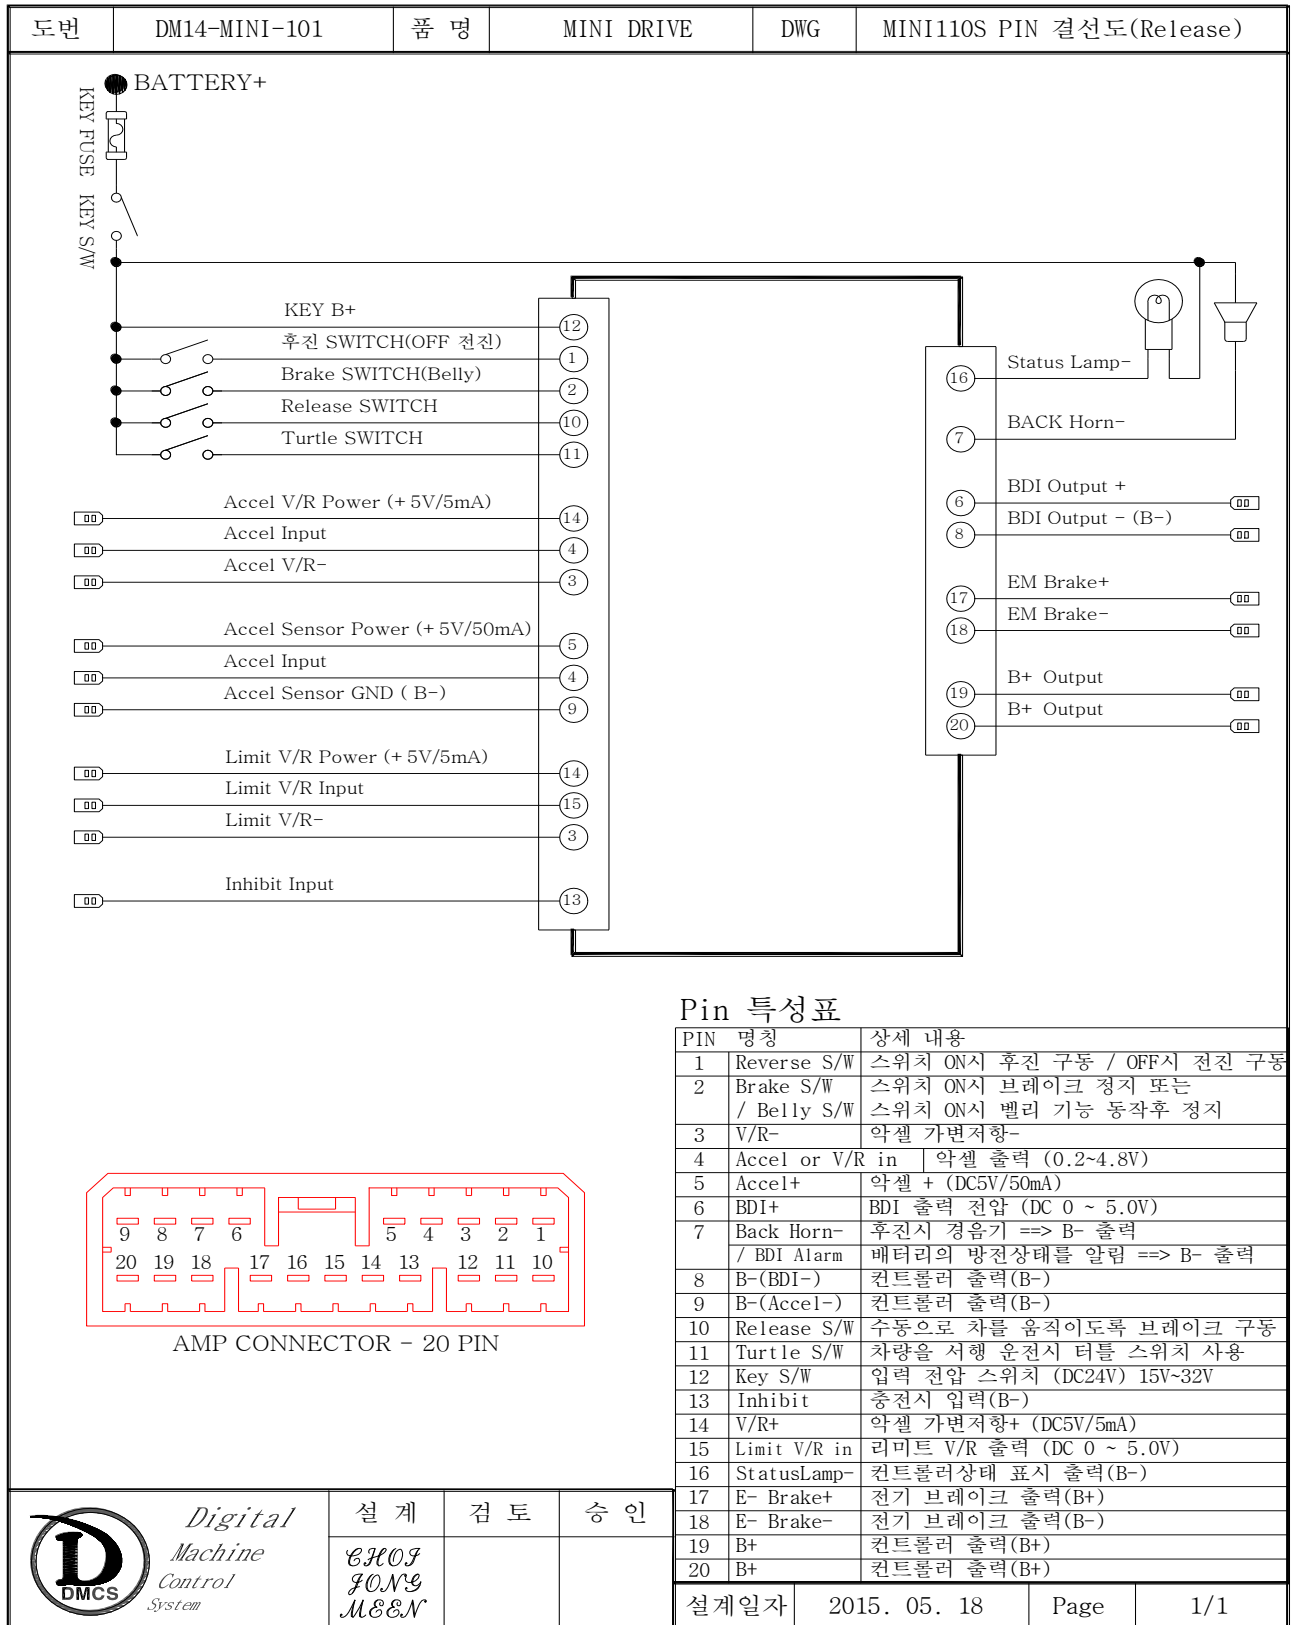 도번 DM14-MINI-101 품 명 MINI DRIVE DWG MINI110S PIN 결선도(Release)
BATTERY+
KEY FUSE
KEY S/W
KEY B+
12
후진 SWITCH(OFF 전진)
1
Brake SWITCH(Belly)
2
Release SWITCH
10
Turtle SWITCH
11
Accel V/R Power (+5V/5mA)
14
Accel Input
4
Accel V/R-
3
Accel Sensor Power (+5V/50mA)
5
Accel Input
4
Accel Sensor GND ( B-)
9
Limit V/R Power (+5V/5mA)
14
Limit V/R Input
15
Limit V/R-
3
Inhibit Input
13
Status Lamp-
16
BACK Horn-
7
BDI Output +
6
BDI Output - (B-)
8
EM Brake+
17
EM Brake-
18
B+ Output
19
B+ Output
20
Pin 특성표
PIN 명칭 상세 내용
1 Reverse S/W 스위치 ON시 후진 구동 / OFF시 전진 구동
2 Brake S/W 스위치 ON시 브레이크 정지 또는
/ Belly S/W 스위치 ON시 벨리 기능 동작후 정지
3 V/R- 악셀 가변저항-
4 Accel or V/R in 악셀 출력 (0.2~4.8V)
5 Accel+ 악셀 + (DC5V/50mA)
6 BDI+ BDI 출력 전압 (DC 0 ~ 5.0V)
7 Back Horn- 후진시 경음기 ==> B- 출력
/ BDI Alarm 배터리의 방전상태를 알림 ==> B- 출력
8 B-(BDI-) 컨트롤러 출력(B-)
9 B-(Accel-) 컨트롤러 출력(B-)
10 Release S/W 수동으로 차를 움직이도록 브레이크 구동
11 Turtle S/W 차량을 서행 운전시 터틀 스위치 사용
12 Key S/W 입력 전압 스위치 (DC24V) 15V~32V
13 Inhibit 충전시 입력(B-)
14 V/R+ 악셀 가변저항+ (DC5V/5mA)
15 Limit V/R in 리미트 V/R 출력 (DC 0 ~ 5.0V)
16 StatusLamp- 컨트롤러상태 표시 출력(B-)
17 E- Brake+ 전기 브레이크 출력(B+)
18 E- Brake- 전기 브레이크 출력(B-)
19 B+ 컨트롤러 출력(B+)
20 B+ 컨트롤러 출력(B+)
9 8 7 6 5 4 3 2 1
20 19 18 17 16 15 14 13 12 11 10
AMP CONNECTOR - 20 PIN
D
DMCS
Digital
Machine
Control
System
설 계 검 토 승 인
CHOI
JONG
MEEN
설계일자 2015. 05. 18 Page 1/1